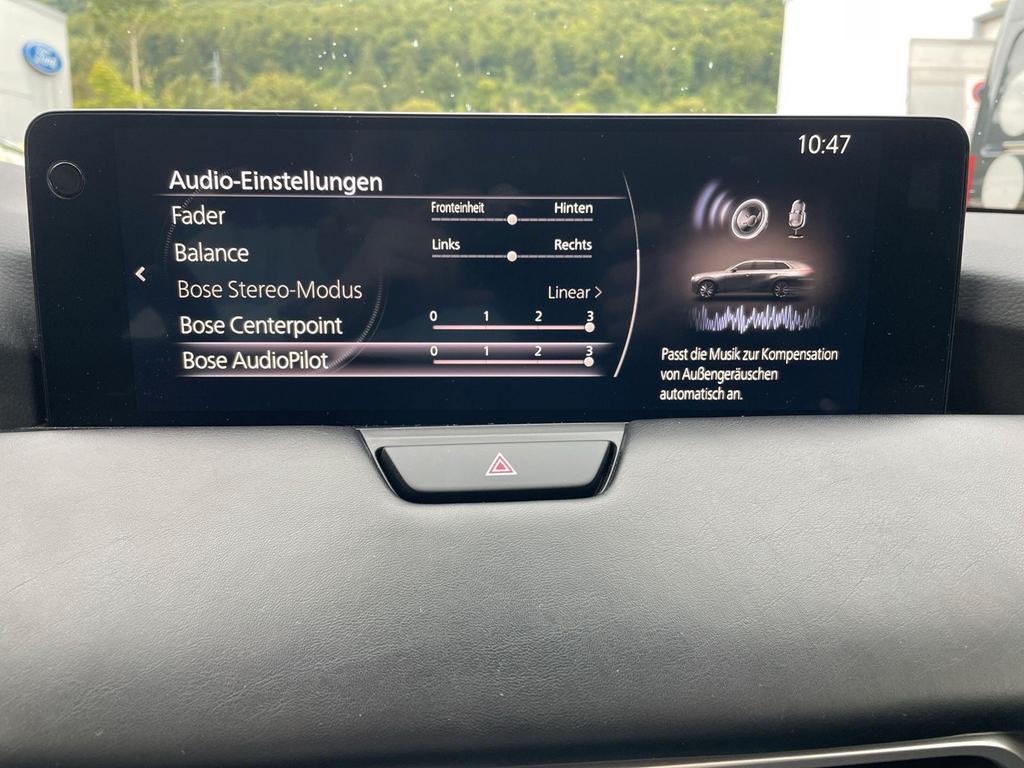 Ford
10:47
Audio-Einstellungen
Fader Fronteinheit Hinten
Balance Links Rechts
Bose Stereo-Modus Linear >
Bose Centerpoint 0 1 2 3
Bose AudioPilot 0 1 2 3
Passt die Musik zur Kompensation
von Außengeräuschen
automatisch an.